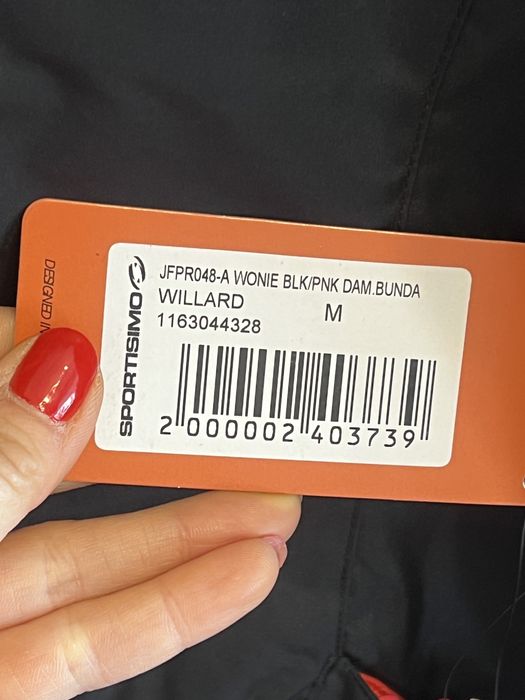 DESIGNED IN
SPORTISIMO
JFPR048-A WONIE BLK/PNK DAM.BUNDA
WILLARD
M
1163044328
2 000002 403739